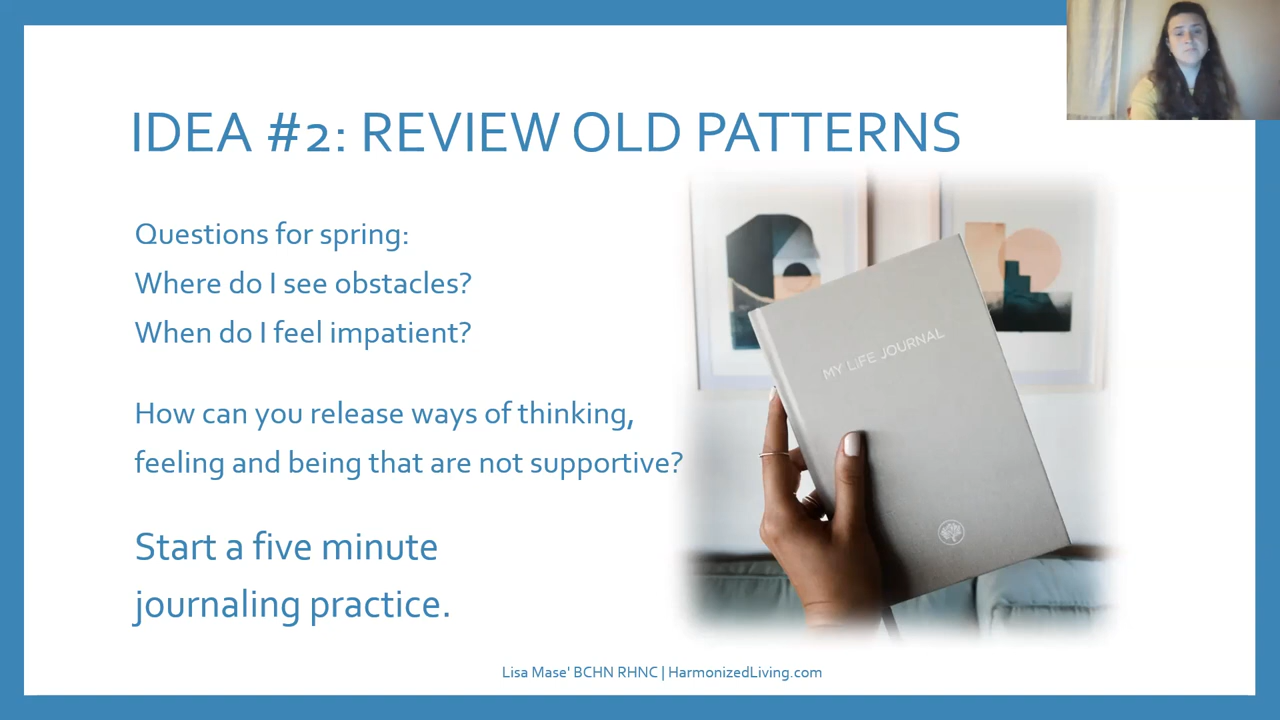 IDEA #2: REVIEW OLD PATTERNS
Questions for spring:
Where do I see obstacles?
When do I feel impatient?
How can you release ways of thinking,
feeling and being that are not supportive?
Start a five minute
journaling practice.
MY LIFE JOURNAL
Lisa Mase' BCHN RHNC | HarmonizedLiving.com